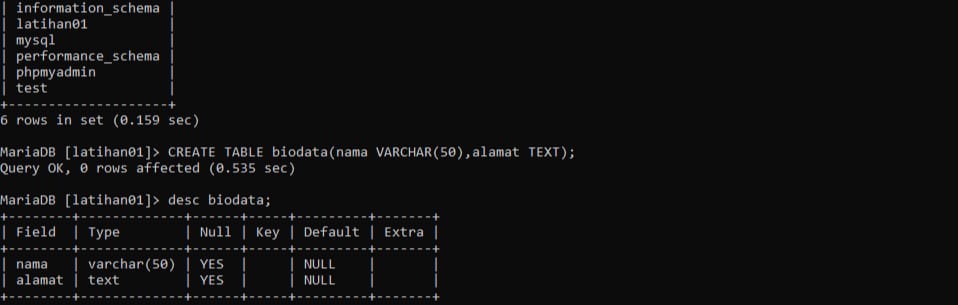 | information_schema |
| latihan01          |
| mysql              |
| performance_schema |
| phpmyadmin         |
| test               |
+--------------------+
6 rows in set (0.159 sec)
MariaDB [latihan01]> CREATE TABLE biodata(nama VARCHAR(50),alamat TEXT);
Query OK, 0 rows affected (0.535 sec)
MariaDB [latihan01]> desc biodata;
+--------+-------------+------+-----+---------+-------+
| Field  | Type        | Null | Key | Default | Extra |
+--------+-------------+------+-----+---------+-------+
| nama   | varchar(50) | YES  |     | NULL    |       |
| alamat | text        | YES  |     | NULL    |       |
+--------+-------------+------+-----+---------+-------+